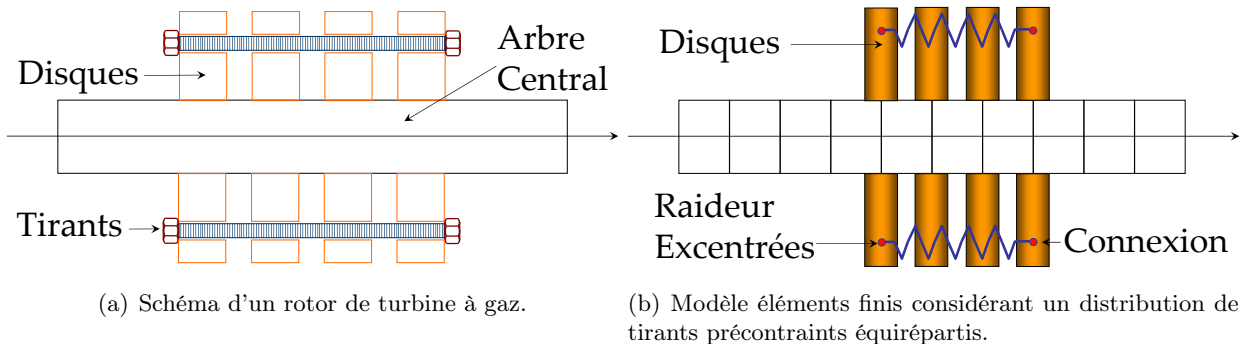 Disques
Arbre
Central
Tirants
(a) Schéma d'un rotor de turbine à gaz.
Disques
Raideur
Excentrées
Connexion
(b) Modèle éléments finis considérant un distribution de
tirants précontraints équirépartis.